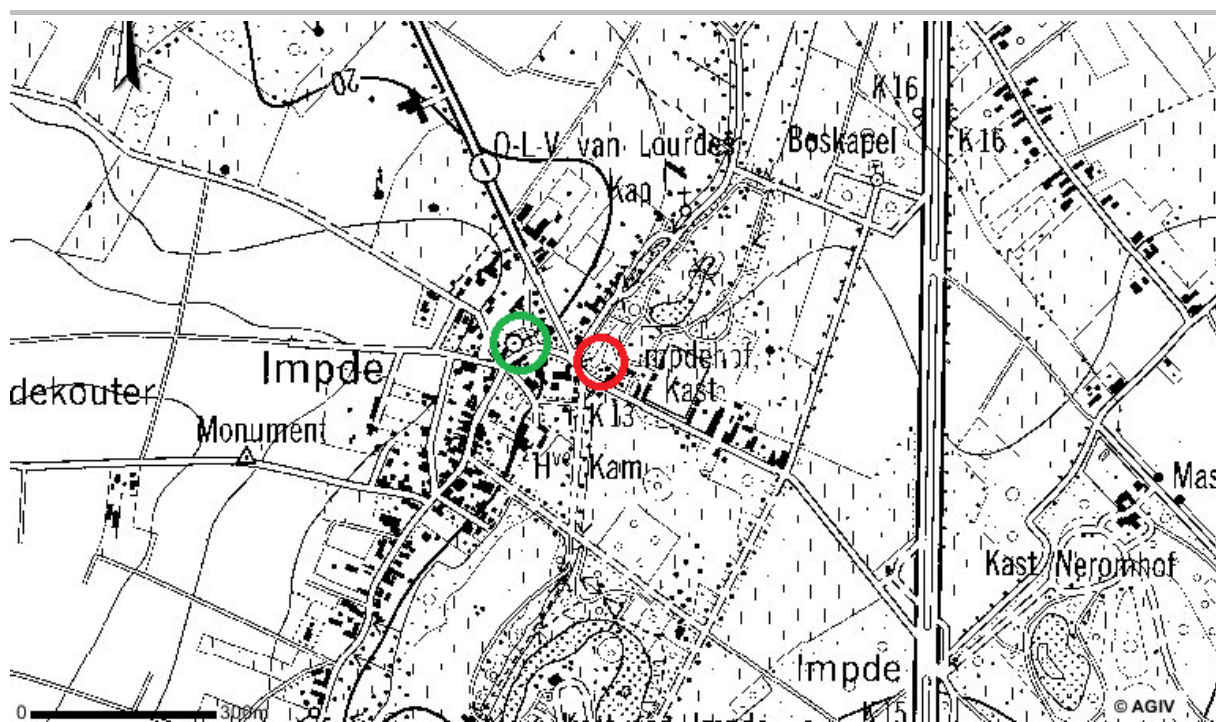 20
K16
O-L-V van Lourdes
Kap
Boskapel
K16
Impde
dekouter
Impdehof
Kast
K13
Monument
Hve Kam
Mas
Kast Neromhof
Impde
K15
0 300m
© AGIV